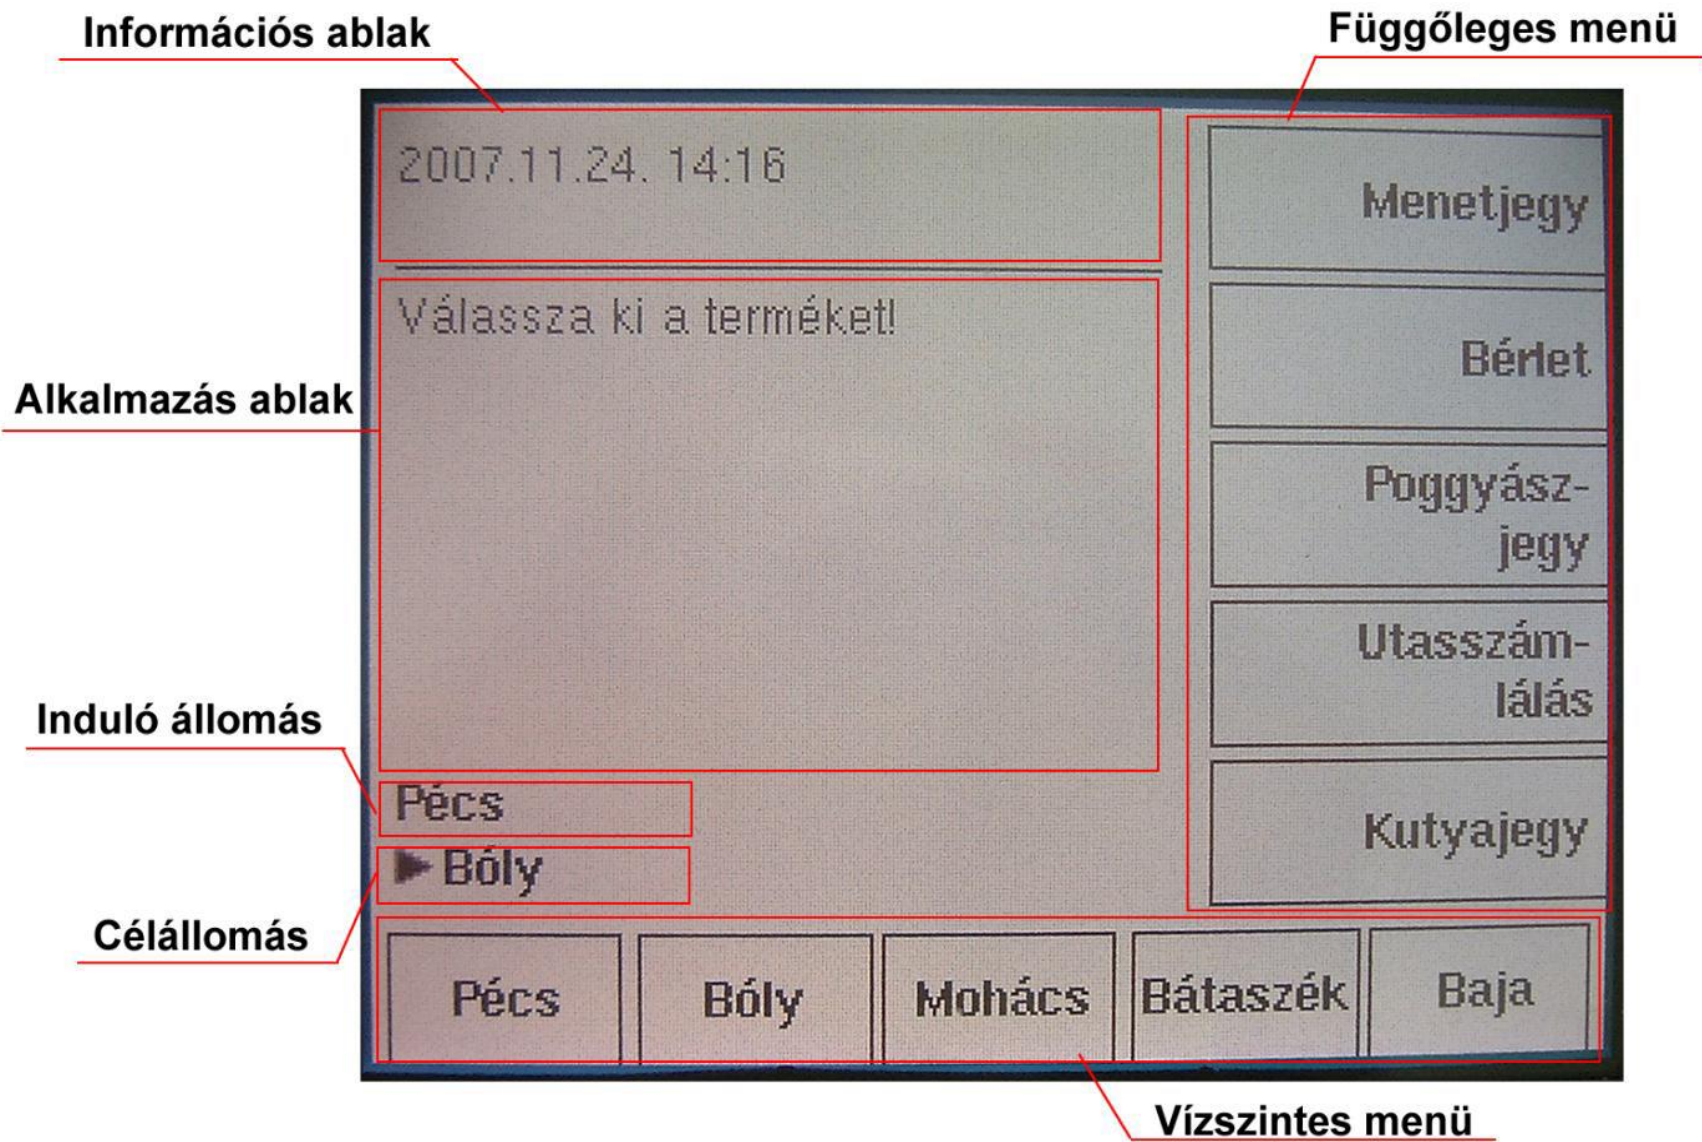 Információs ablak
Függőleges menü
2007.11.24. 14:16
Menetjegy
Válassza ki a terméket!
Bérlet
Alkalmazás ablak
Poggyász-
jegy
Utasszám-
lálás
Induló állomás
Pécs
Kutyajegy
Bóly
Célállomás
Pécs
Bóly
Mohács
Bátaszék
Baja
Vízszintes menü